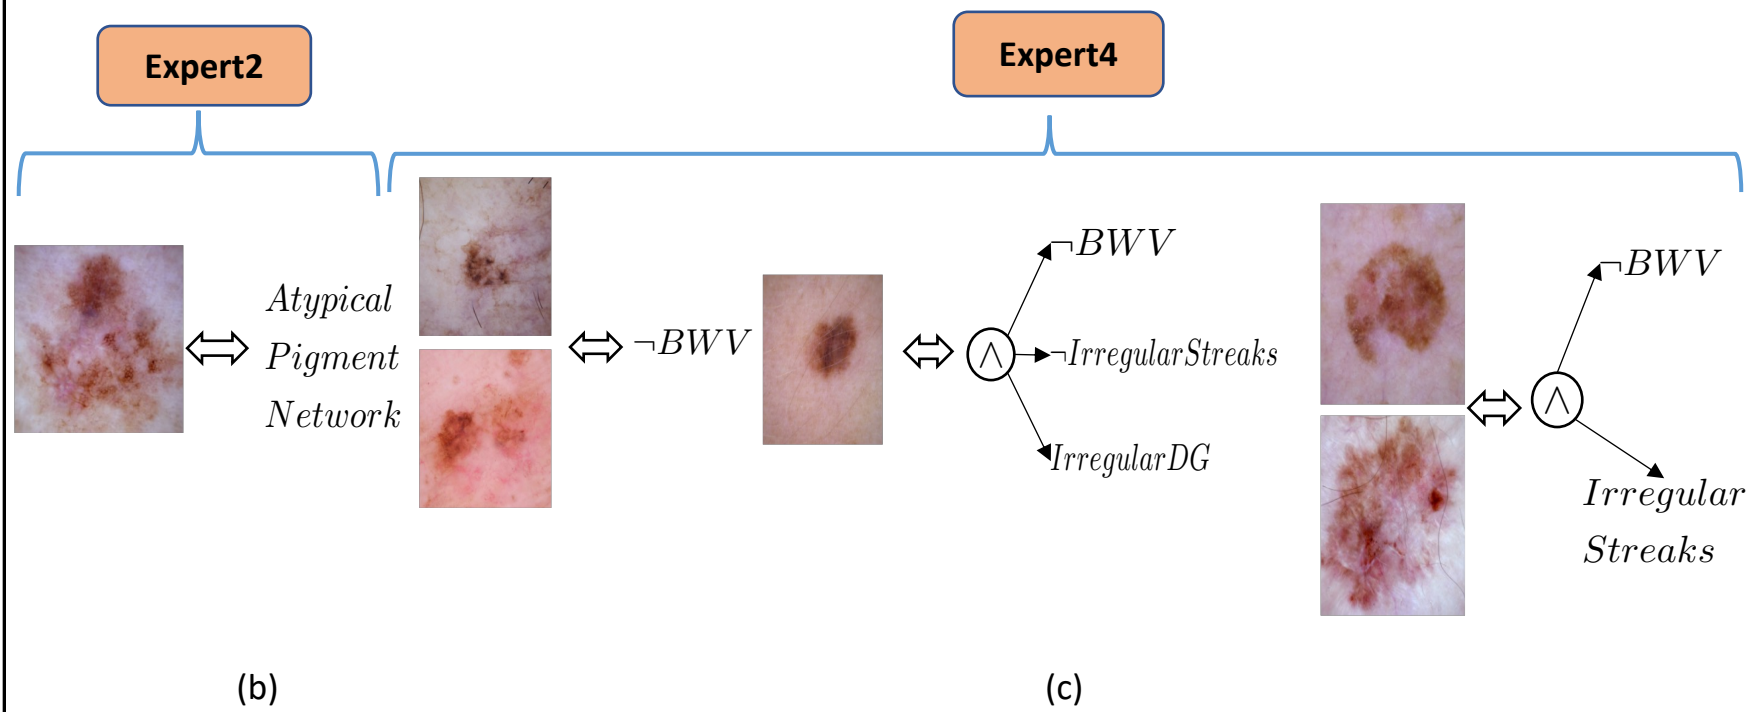 Expert2
Expert4
Atypical
Pigment
Network
¬BWV
¬BWV
∧
¬IrregularStreaks
IrregularDG
¬BWV
∧
Irregular
Streaks
(b)
(c)